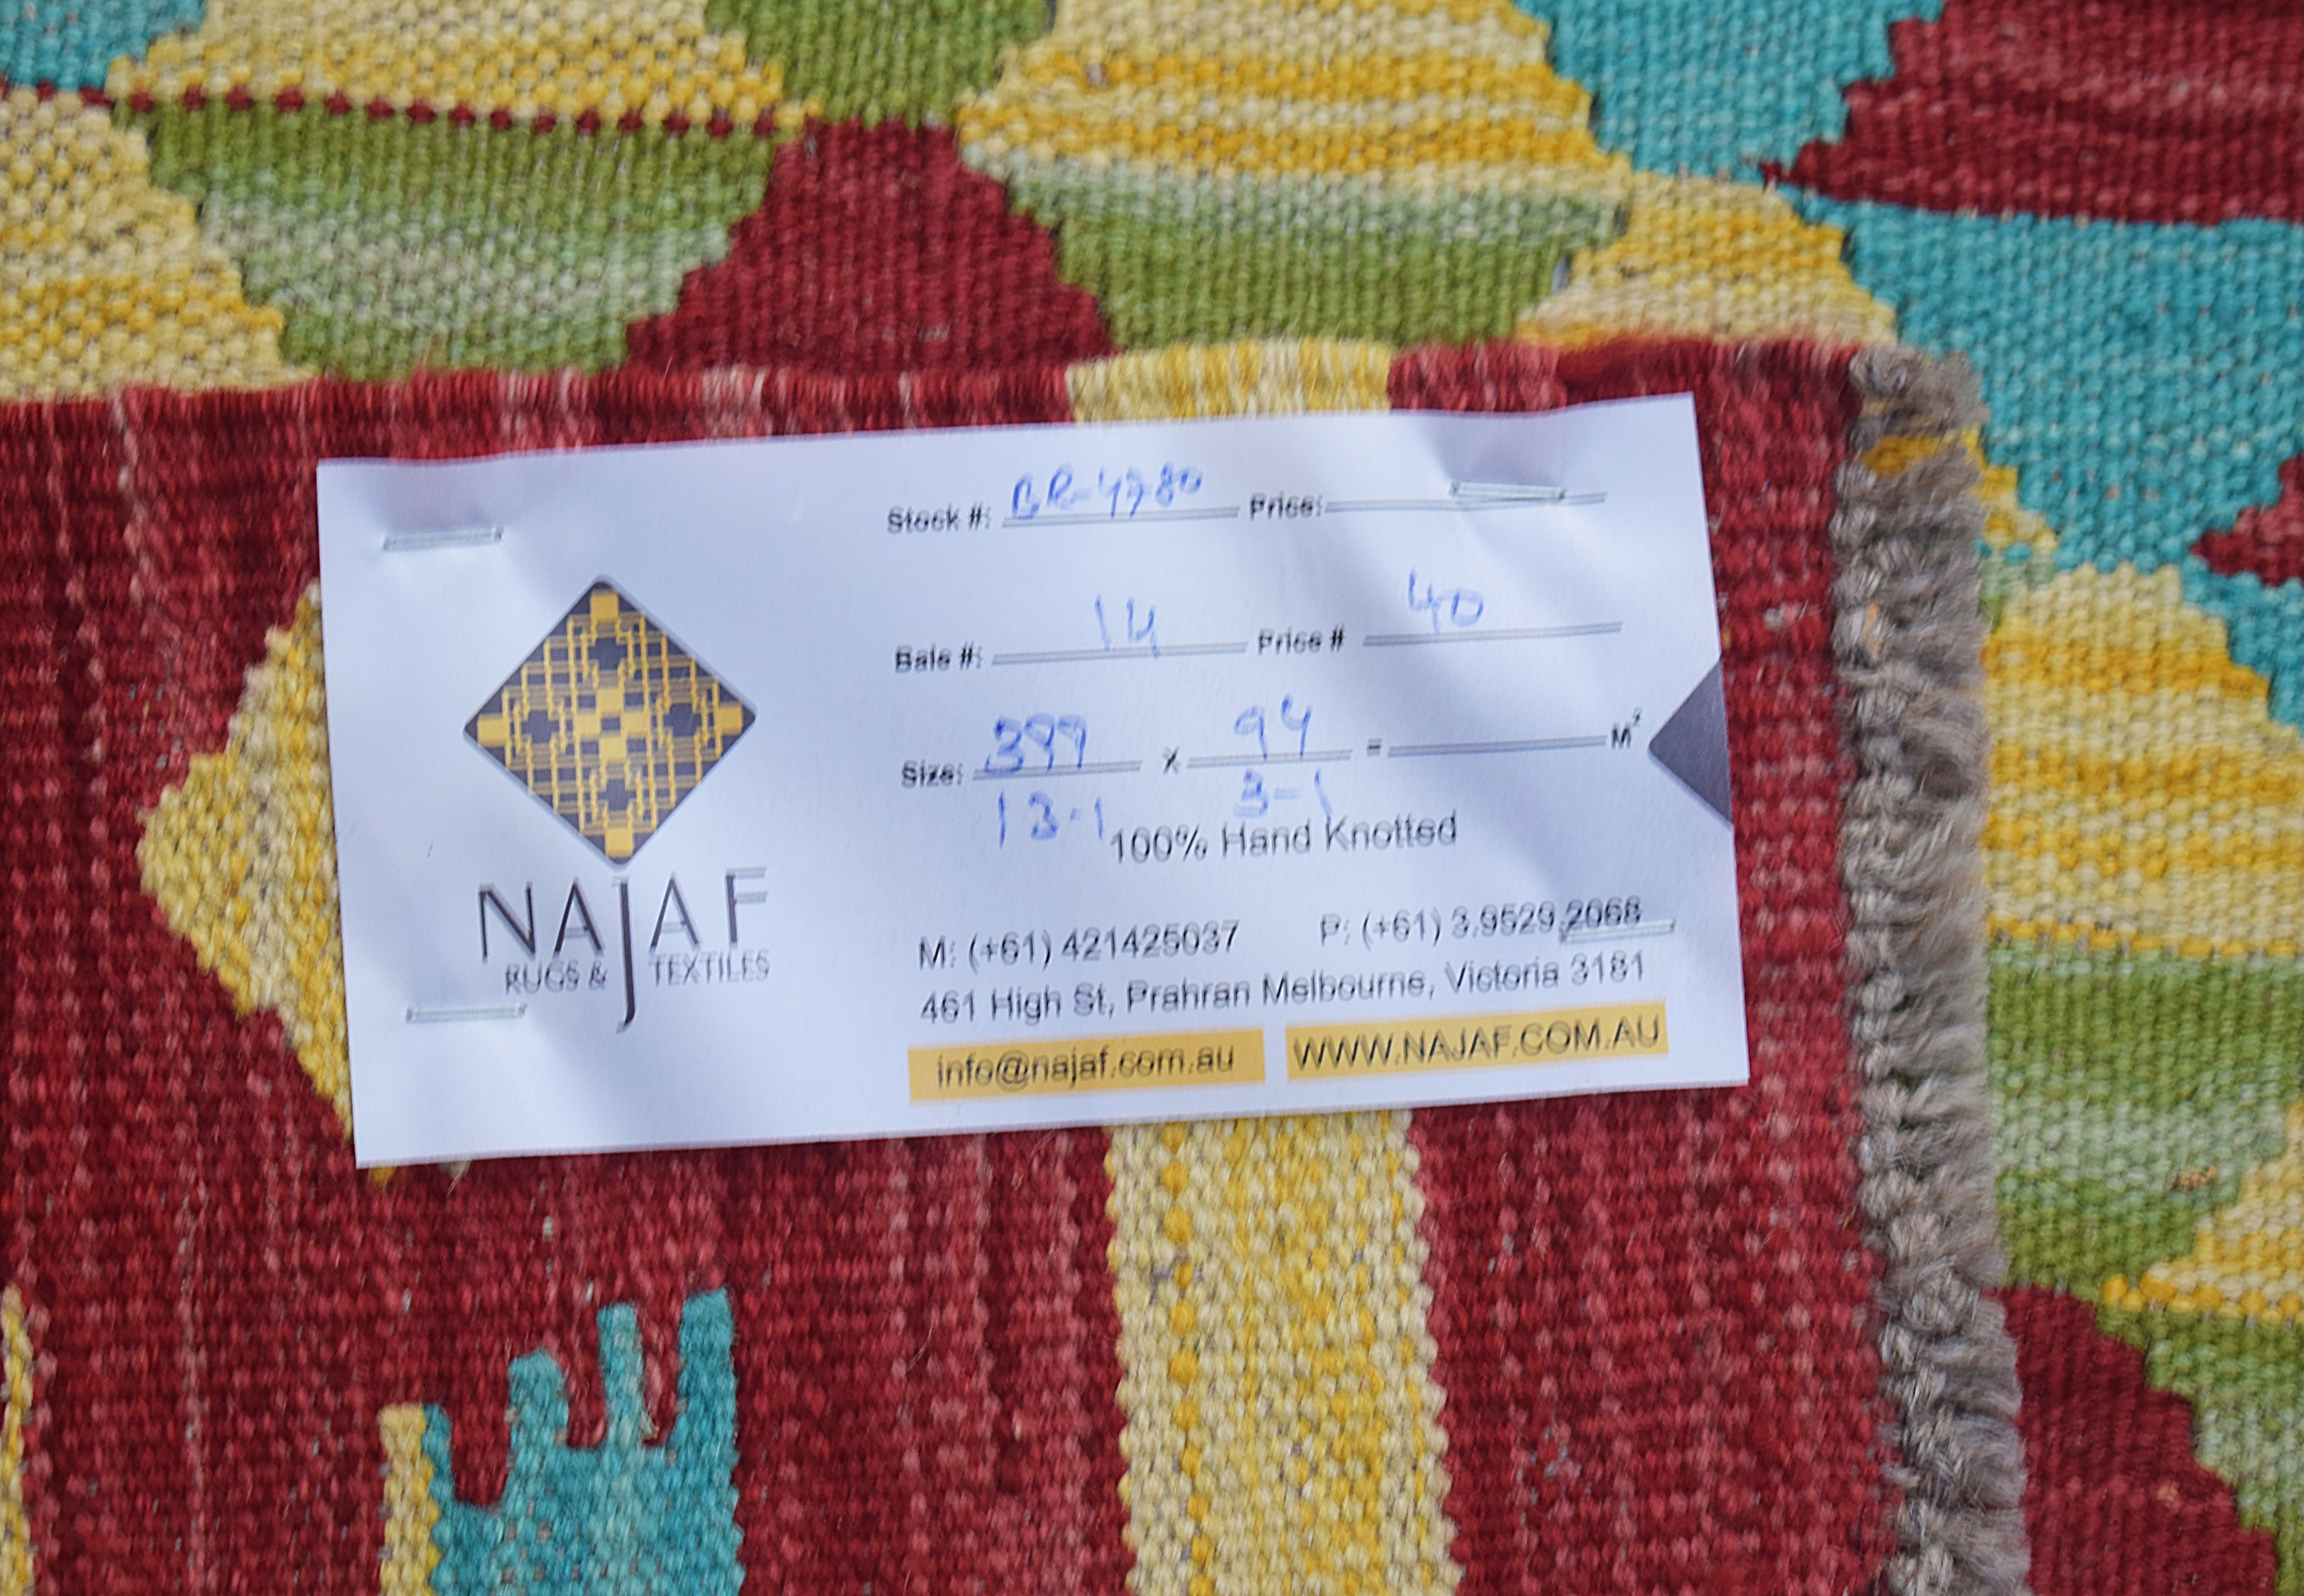 NAJAF
RUGS & TEXTILES
Stock #: GR-4780 Price:
Bale #: 14 Price # 40
Size: 399 x 94 = M²
13-1 3-1
100% Hand Knotted
M: (+61) 421425037 P: (+61) 3.9529.2068
461 High St, Prahran Melbourne, Victoria 3181
info@najaf.com.au WWW.NAJAF.COM.AU